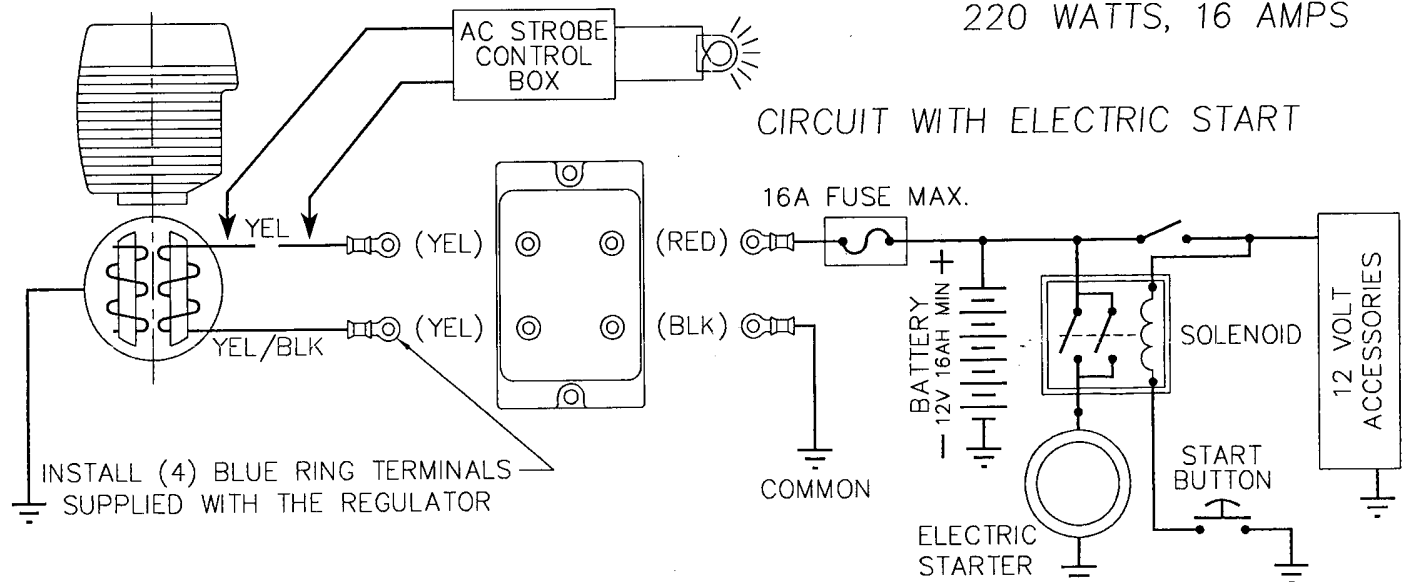 220 WATTS, 16 AMPS
AC STROBE
CONTROL
BOX
CIRCUIT WITH ELECTRIC START
16A FUSE MAX.
YEL
(YEL)
(RED)
YEL/BLK
(YEL)
(BLK)
+
BATTERY
12V 16AH MIN
−
SOLENOID
12 VOLT
ACCESSORIES
INSTALL (4) BLUE RING TERMINALS
SUPPLIED WITH THE REGULATOR
COMMON
START
BUTTON
ELECTRIC
STARTER